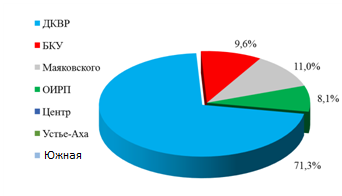 ДКВР
БКУ
Маяковского
ОИРП
Центр
Устье-Аха
Южная
9,6%
11,0%
8,1%
71,3%